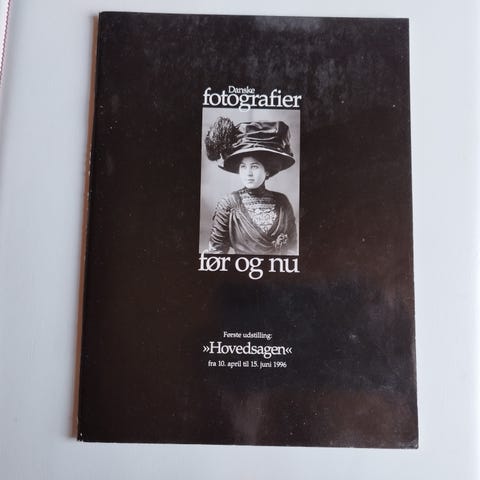 Danske
fotografier
før og nu
Første udstilling:
»Hovedsagen«
fra 10. april til 15. juni 1996